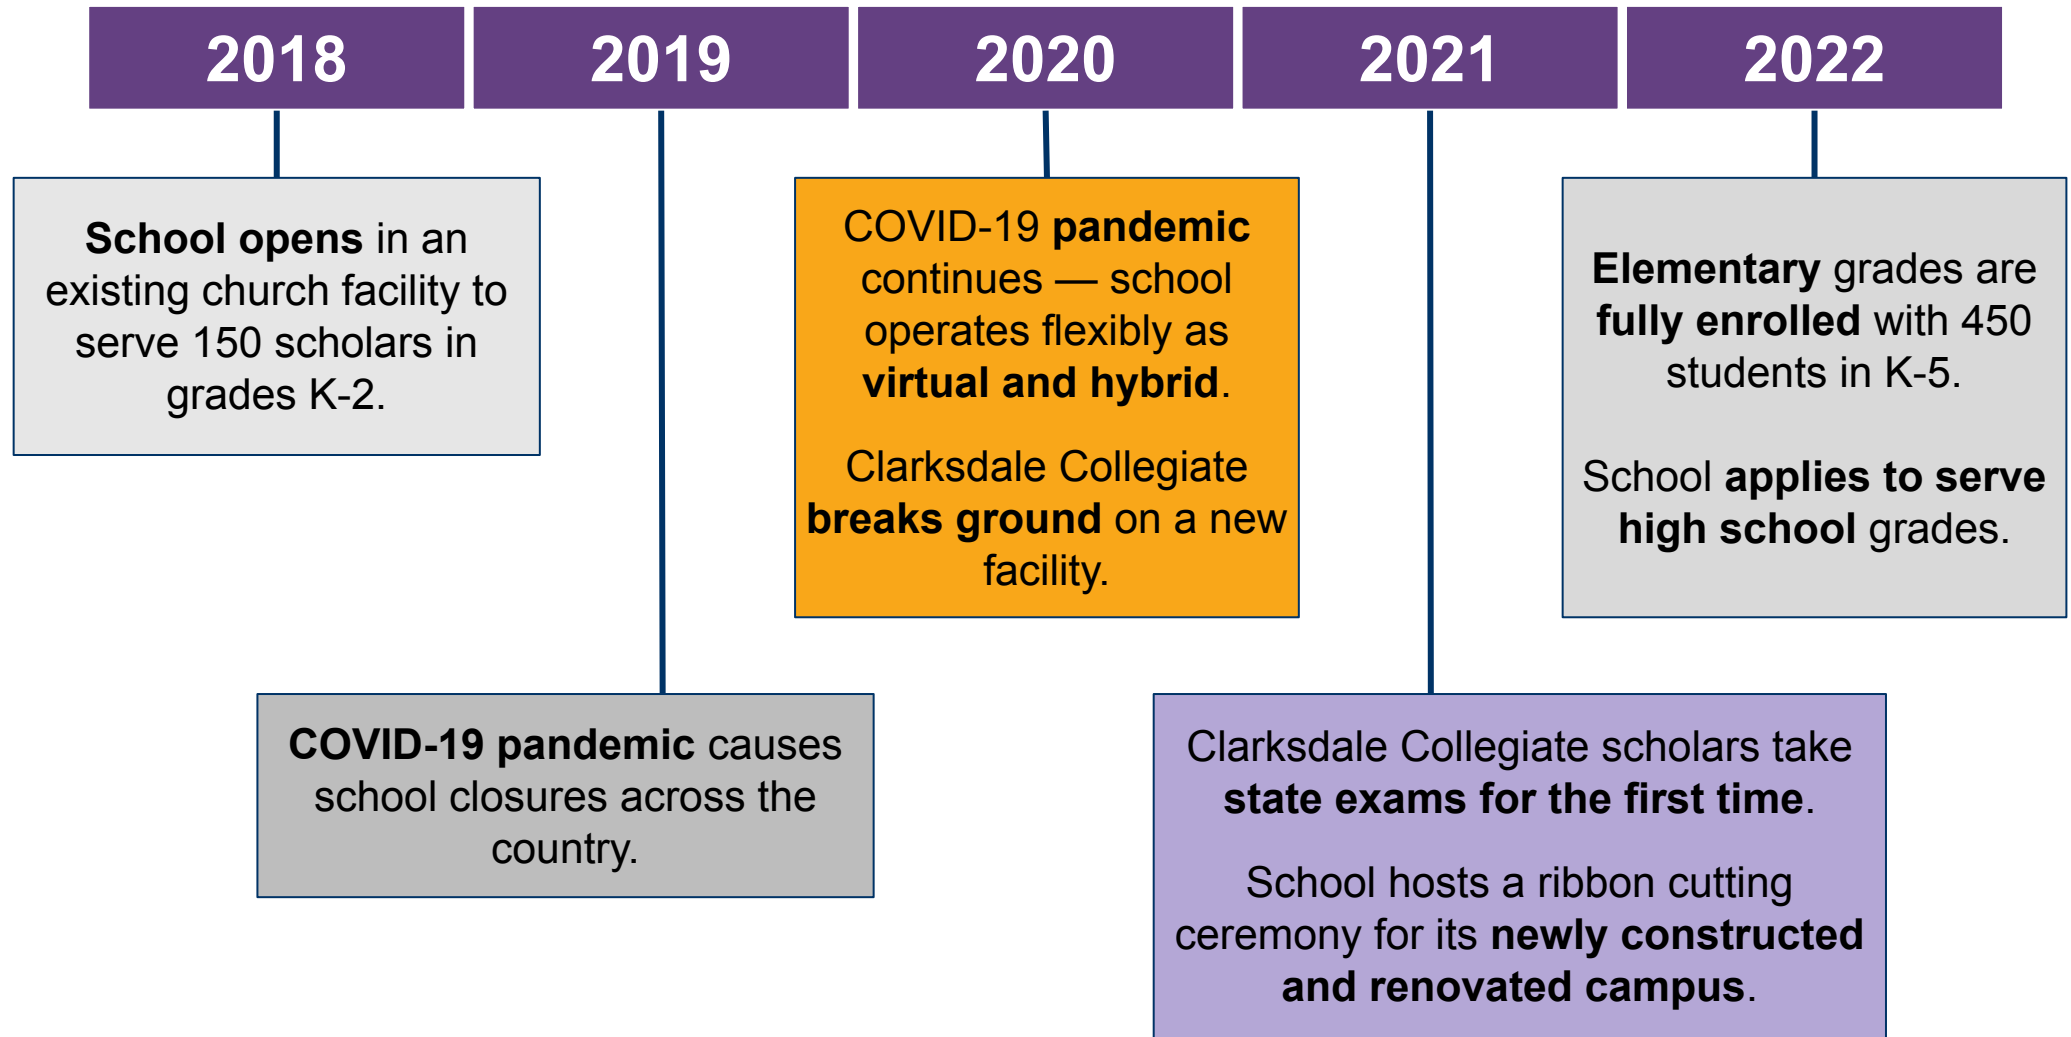 2018
2019
2020
2021
2022
School opens in an
existing church facility to
serve 150 scholars in
grades K-2.
COVID-19 pandemic causes
school closures across the
country.
COVID-19 pandemic
continues — school
operates flexibly as
virtual and hybrid.
Clarksdale Collegiate
breaks ground on a new
facility.
Clarksdale Collegiate scholars take
state exams for the first time.
School hosts a ribbon cutting
ceremony for its newly constructed
and renovated campus.
Elementary grades are
fully enrolled with 450
students in K-5.
School applies to serve
high school grades.